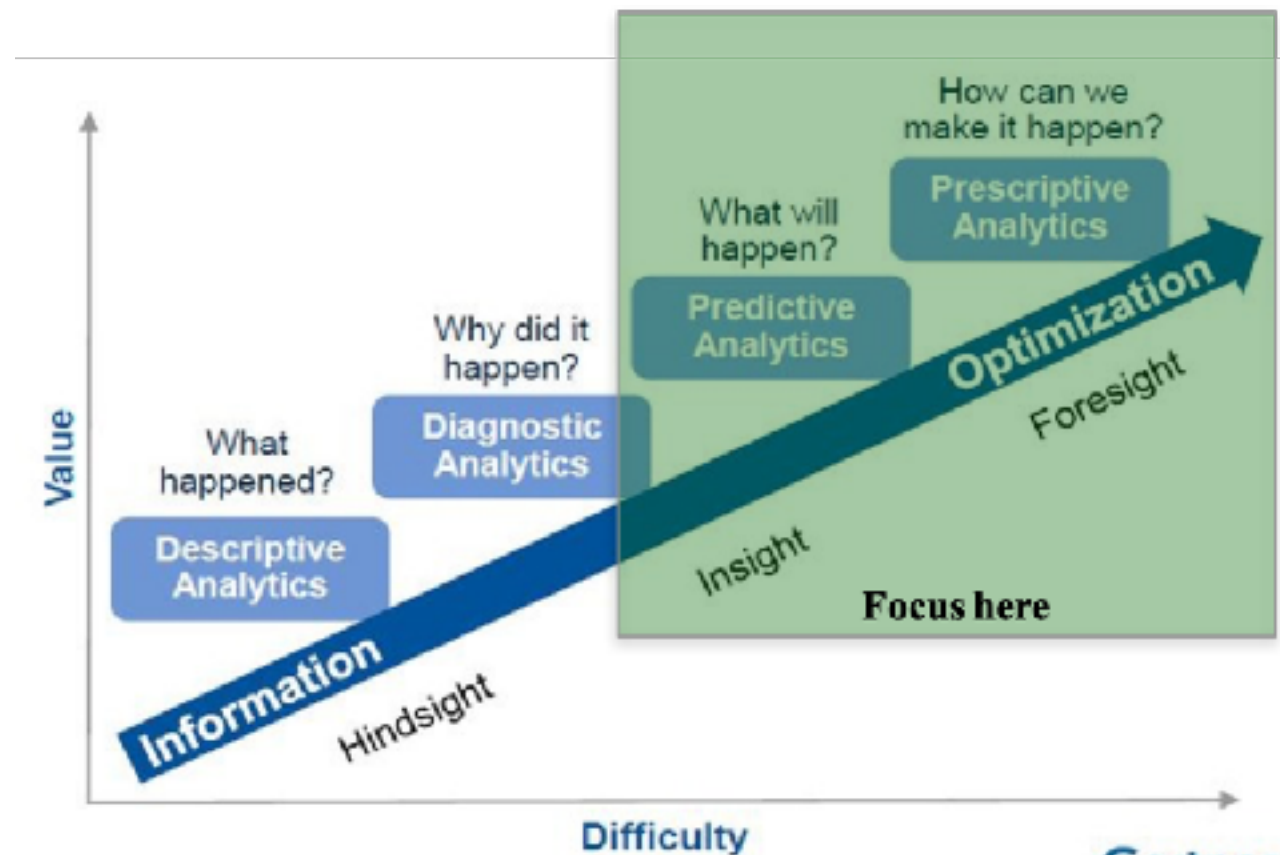 How can we
make it happen?
Prescriptive
Analytics
What will
happen?
Predictive
Analytics
Why did it
happen?
Diagnostic
Analytics
What
happened?
Descriptive
Analytics
Value
Information
Optimization
Hindsight
Insight
Foresight
Focus here
Difficulty